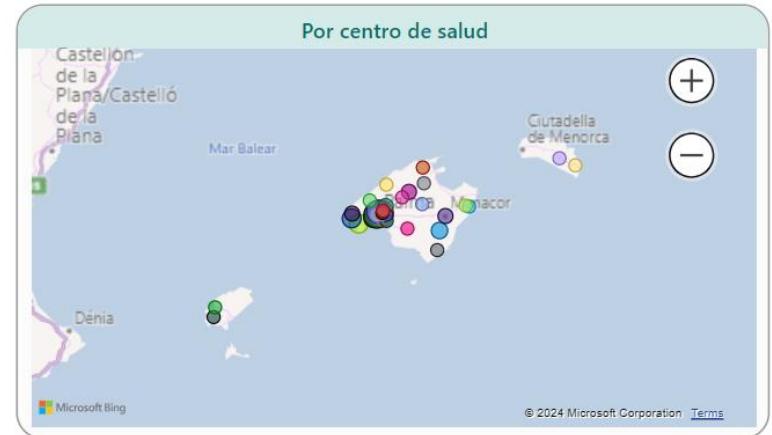 Por centro de salud
Castellón
de la
Plana/Castelló
de la
Plana
Ciutadella
de Menorca
Mar Balear
Manacor
Dénia
Microsoft Bing
© 2024 Microsoft Corporation Terms